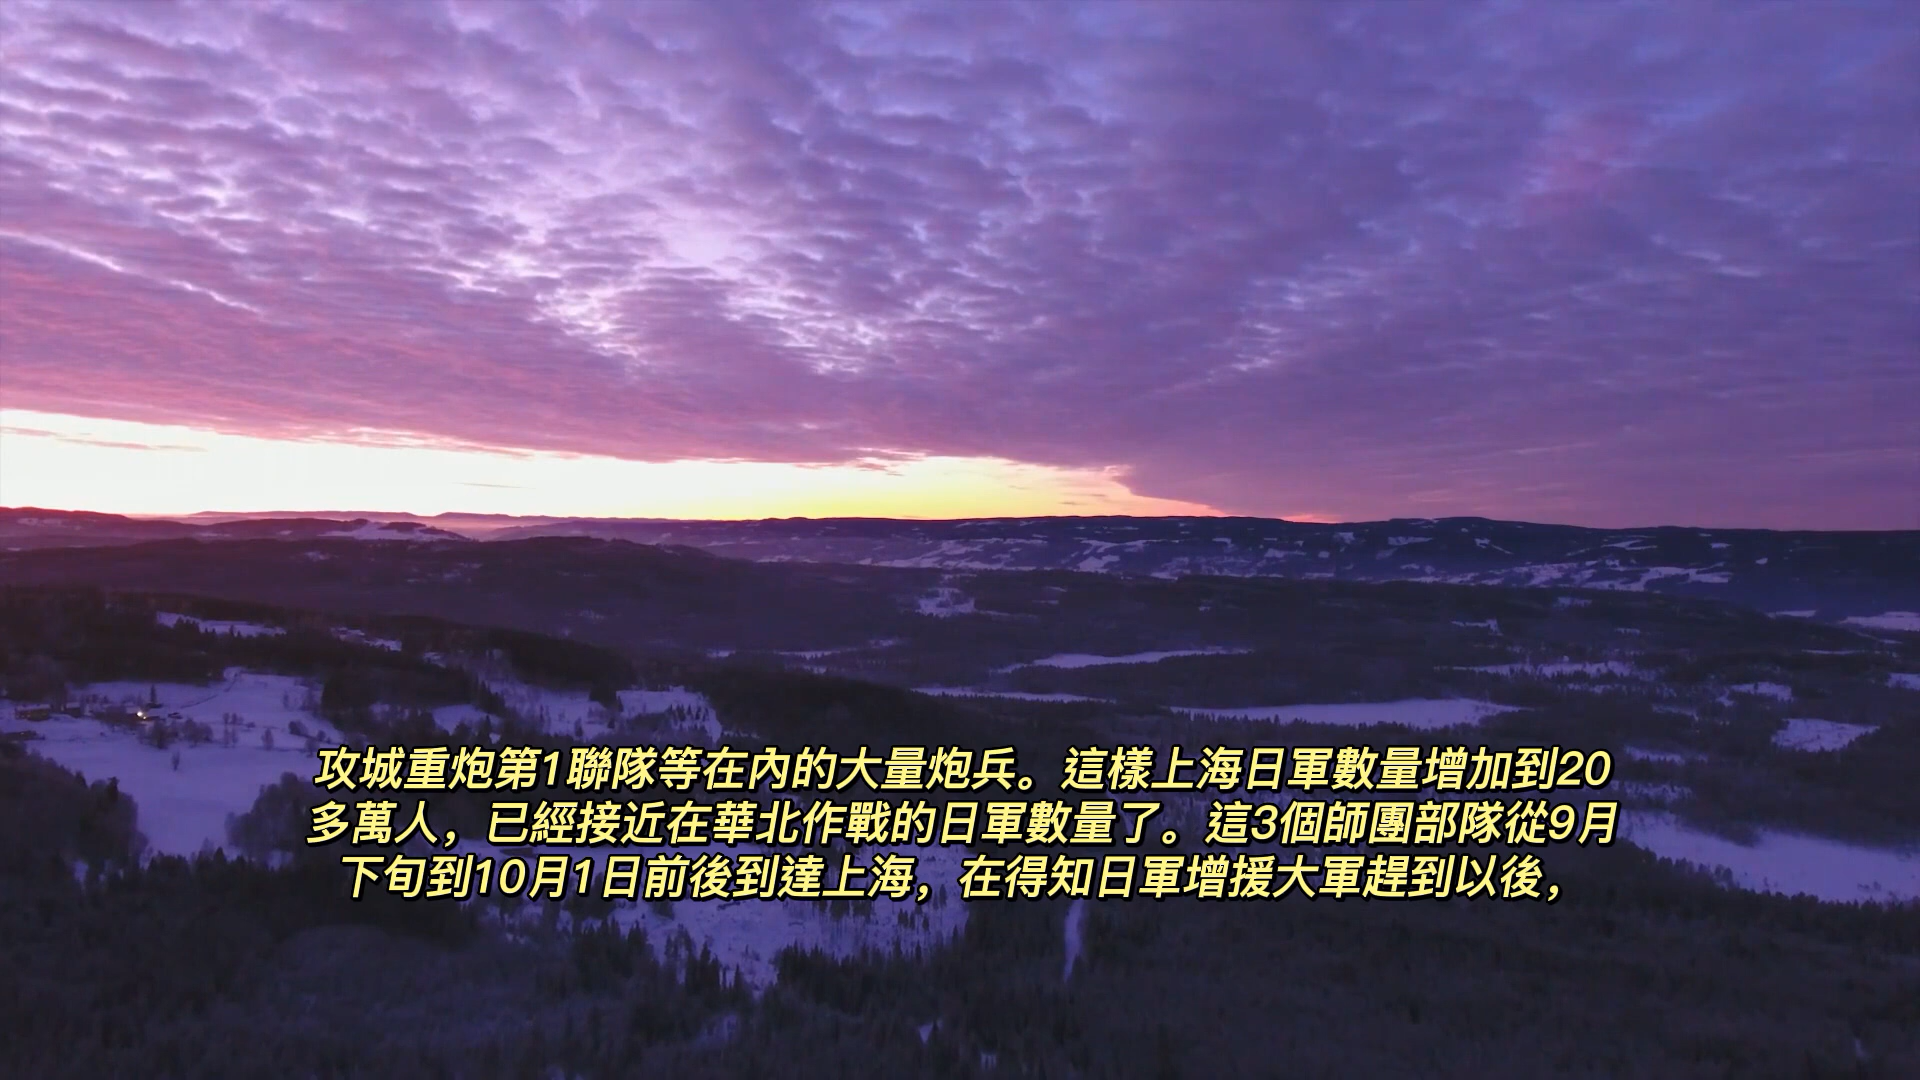 攻城重炮第1聯隊等在內的大量炮兵。這樣上海日軍數量增加到20
多萬人，已經接近在華北作戰的日軍數量了。這3個師團部隊從9月
下旬到10月1日前後到達上海，在得知日軍增援大軍趕到以後，